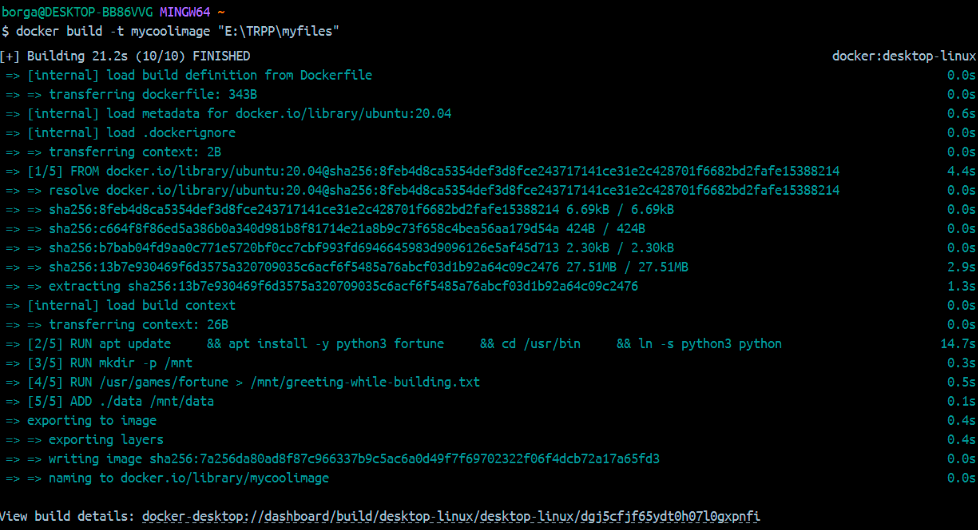 borga@DESKTOP-BB86VVG MINGW64 ~
$ docker build -t mycoolimage "E:\TRPP\myfiles"
[+] Building 21.2s (10/10) FINISHED docker:desktop-linux
=> [internal] load build definition from Dockerfile 0.0s
=> => transferring dockerfile: 343B 0.0s
=> [internal] load metadata for docker.io/library/ubuntu:20.04 0.6s
=> [internal] load .dockerignore 0.0s
=> => transferring context: 2B 0.0s
=> [1/5] FROM docker.io/library/ubuntu:20.04@sha256:8feb4d8ca5354def3d8fce243717141ce31e2c428701f6682bd2fafe15388214 4.4s
=> => resolve docker.io/library/ubuntu:20.04@sha256:8feb4d8ca5354def3d8fce243717141ce31e2c428701f6682bd2fafe15388214 0.0s
=> => sha256:8feb4d8ca5354def3d8fce243717141ce31e2c428701f6682bd2fafe15388214 6.69kB / 6.69kB 0.0s
=> => sha256:c664f8f86ed5a386b0a340d981b8f81714e21a8b9c73f658c4bea56aa179d54a 424B / 424B 0.0s
=> => sha256:b7bab04fd9aa0c771e5720bf0cc7cbf993fd6946645983d9096126e5af45d713 2.30kB / 2.30kB 0.0s
=> => sha256:13b7e930469f6d3575a320709035c6acf6f5485a76abcf03d1b92a64c09c2476 27.51MB / 27.51MB 2.9s
=> => extracting sha256:13b7e930469f6d3575a320709035c6acf6f5485a76abcf03d1b92a64c09c2476 1.3s
=> [internal] load build context 0.0s
=> => transferring context: 26B 0.0s
=> [2/5] RUN apt update && apt install -y python3 fortune && cd /usr/bin && ln -s python3 python 14.7s
=> [3/5] RUN mkdir -p /mnt 0.3s
=> [4/5] RUN /usr/games/fortune > /mnt/greeting-while-building.txt 0.5s
=> [5/5] ADD ./data /mnt/data 0.1s
=> exporting to image 0.4s
=> => exporting layers 0.4s
=> => writing image sha256:7a256da80ad8f87c966337b9c5ac6a0d49f7f69702322f06f4dcb72a17a65fd3 0.0s
=> => naming to docker.io/library/mycoolimage 0.0s
View build details: docker-desktop://dashboard/build/desktop-linux/desktop-linux/dgj5cfjf65ydt0h07l0gxpnfi